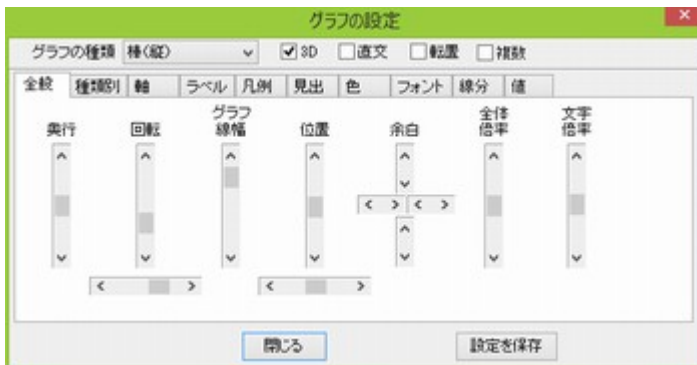 グラフの設定
グラフの種類 棒(縦) 3D 直交 転置 複数
全般 種類別 軸 ラベル 凡例 見出 色 フォント 線分 値
奥行 回転 グラフ線幅 位置 余白 全体倍率 文字倍率
閉じる 設定を保存